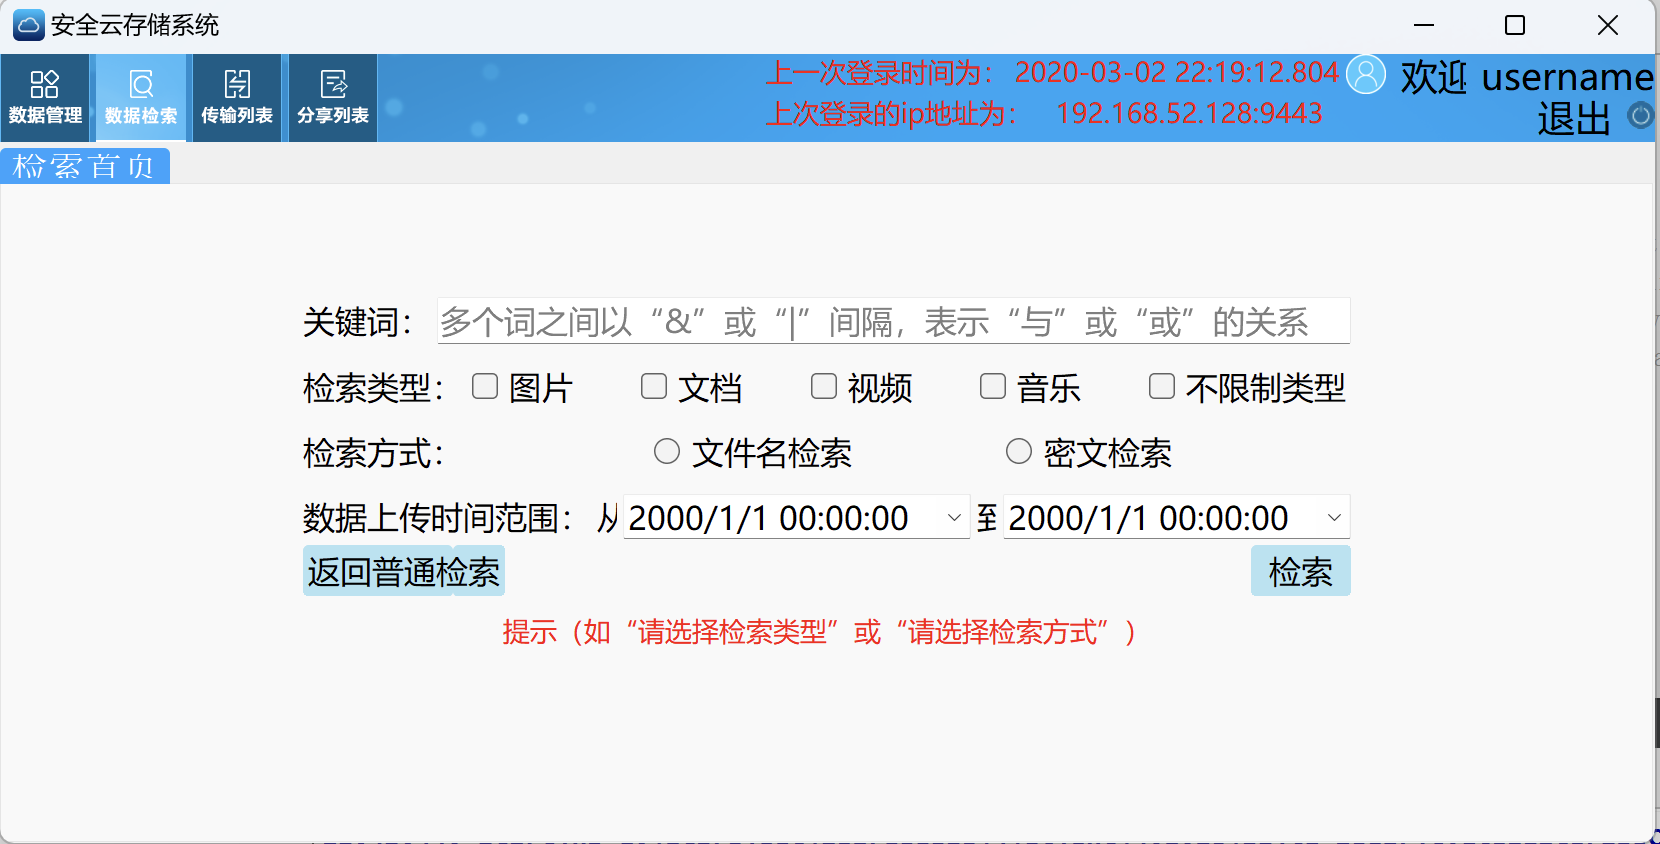 安全云存储系统
数据管理 数据检索 传输列表 分享列表
上一次登录时间为： 2020-03-02 22:19:12.804 欢迎 username
上次登录的ip地址为： 192.168.52.128:9443 退出
检索首页
关键词： 多个词之间以“&”或“|”间隔，表示“与”或“或”的关系
检索类型： 图片 文档 视频 音乐 不限制类型
检索方式： 文件名检索 密文检索
数据上传时间范围： 从 2000/1/1 00:00:00 至 2000/1/1 00:00:00
返回普通检索 检索
提示（如“请选择检索类型”或“请选择检索方式”）